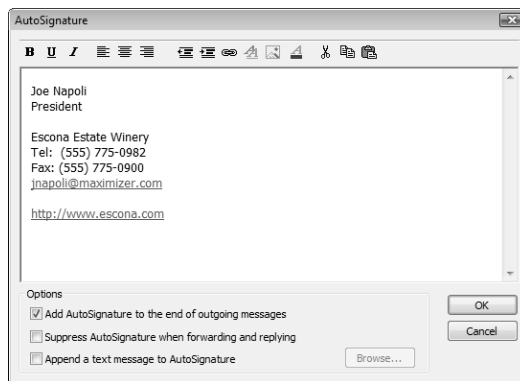 AutoSignature
B U I
Joe Napoli
President
Escona Estate Winery
Tel: (555) 775-0982
Fax: (555) 775-0900
jnapoli@maximizer.com
http://www.escona.com
Options
Add AutoSignature to the end of outgoing messages
Suppress AutoSignature when forwarding and replying
Append a text message to AutoSignature
Browse...
OK
Cancel